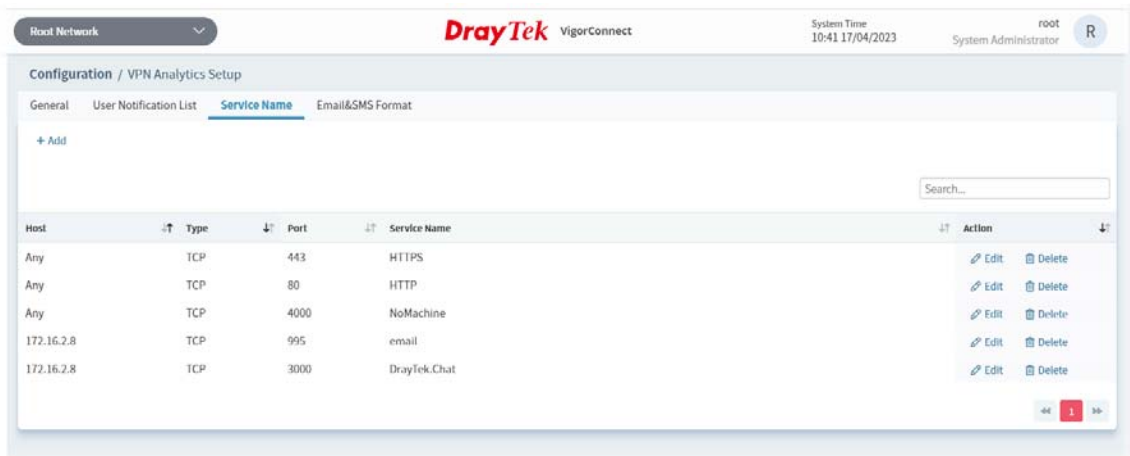 Root Network
DrayTek VigorConnect
System Time
10:41 17/04/2023
root
System Administrator
R
Configuration / VPN Analytics Setup
General User Notification List Service Name Email&SMS Format
+ Add
Search...
Host Type Port Service Name Action
Any TCP 443 HTTPS Edit Delete
Any TCP 80 HTTP Edit Delete
Any TCP 4000 NoMachine Edit Delete
172.16.2.8 TCP 995 email Edit Delete
172.16.2.8 TCP 3000 DrayTek.Chat Edit Delete
1